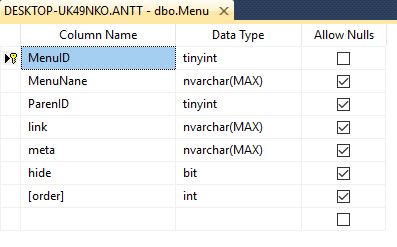 DESKTOP-UK49NKO.ANTT - dbo.Menu
Column Name Data Type Allow Nulls
MenuID tinyint
MenuNane nvarchar(MAX)
ParenID tinyint
link nvarchar(MAX)
meta nvarchar(MAX)
hide bit
[order] int